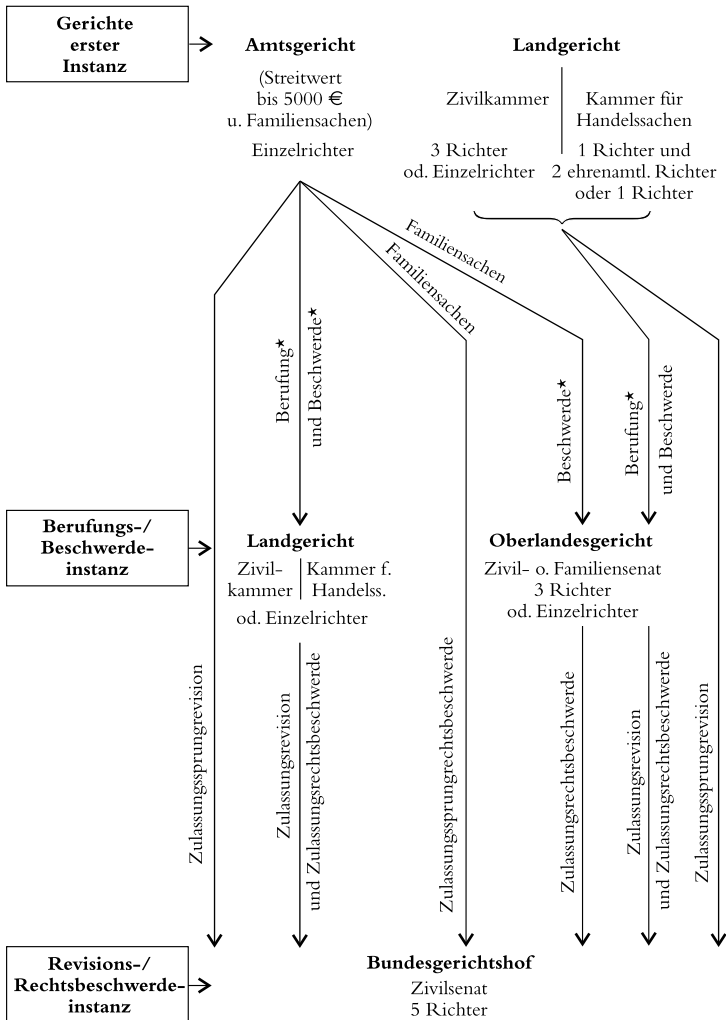 Gerichte
erster
Instanz
Amtsgericht
(Streitwert
bis 5000 €
u. Familiensachen)
Einzelrichter
Landgericht
Zivilkammer
3 Richter
od. Einzelrichter
Kammer für
Handelssachen
1 Richter und
2 ehrenamtl. Richter
oder 1 Richter
Familiensachen
Familiensachen
Berufung★
und Beschwerde★
Beschwerde★
Berufung★
und Beschwerde
Berufungs-/
Beschwerde-
instanz
Landgericht
Zivil-
kammer
Kammer f.
Handelss.
od. Einzelrichter
Oberlandesgericht
Zivil- o. Familiensenat
3 Richter
od. Einzelrichter
Zulassungssprungrevision
Zulassungsrevision
und Zulassungsrechtsbeschwerde
Zulassungssprungrechtsbeschwerde
Zulassungsrechtsbeschwerde
Zulassungsrevision
und Zulassungsrechtsbeschwerde
Zulassungssprungrevision
Revisions-/
Rechtsbeschwerde-
instanz
Bundesgerichtshof
Zivilsenat
5 Richter